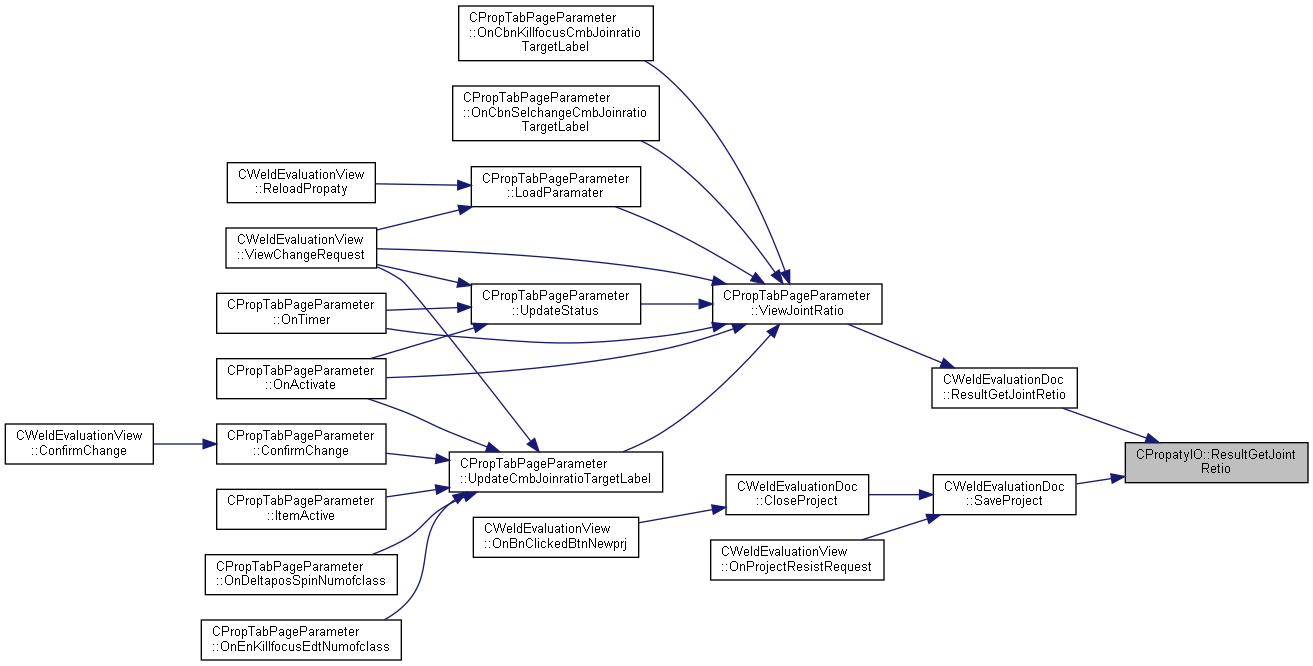 CPropTabPageParameter
::OnCbnKillfocusCmbJoinratio
TargetLabel
CPropTabPageParameter
::OnCbnSelchangeCmbJoinratio
TargetLabel
CWeldEvaluationView
::ReloadPropaty
CPropTabPageParameter
::LoadParamater
CWeldEvaluationView
::ViewChangeRequest
CPropTabPageParameter
::OnTimer
CPropTabPageParameter
::UpdateStatus
CPropTabPageParameter
::ViewJointRatio
CPropTabPageParameter
::OnActivate
CWeldEvaluationDoc
::ResultGetJointRetio
CWeldEvaluationView
::ConfirmChange
CPropTabPageParameter
::ConfirmChange
CPropTabPageParameter
::UpdateCmbJoinratioTargetLabel
CPropatyIO::ResultGetJoint
Retio
CPropTabPageParameter
::ItemActive
CWeldEvaluationDoc
::CloseProject
CWeldEvaluationDoc
::SaveProject
CWeldEvaluationView
::OnBnClickedBtnNewprj
CWeldEvaluationView
::OnProjectResistRequest
CPropTabPageParameter
::OnDeltaposSpinNumofclass
CPropTabPageParameter
::OnEnKillfocusEdtNumofclass